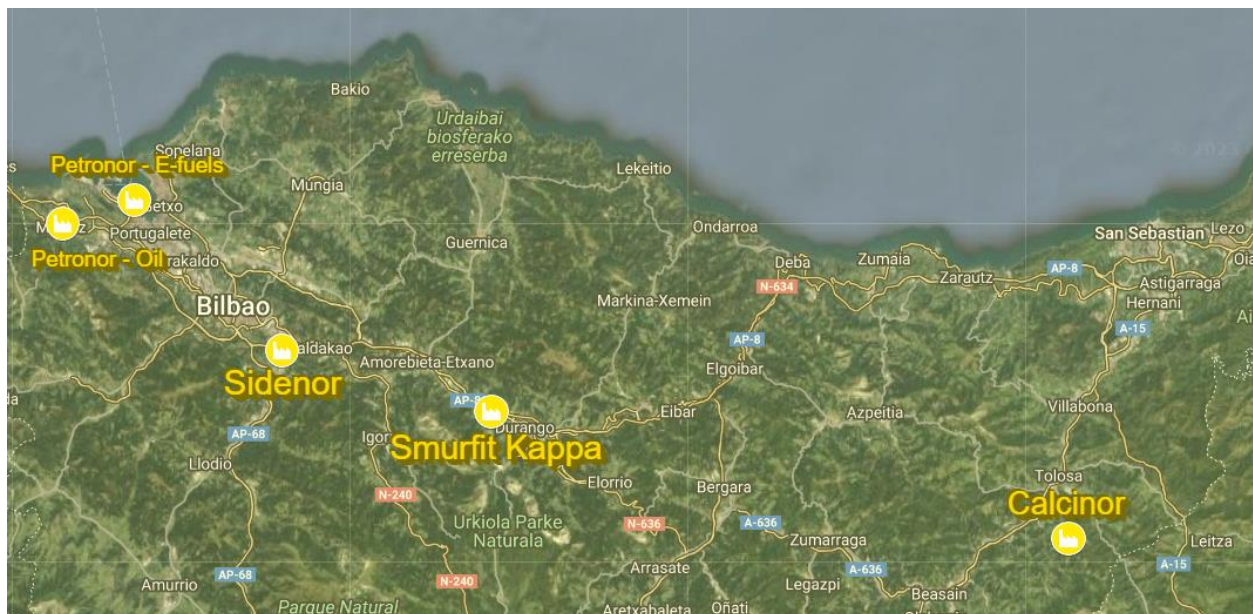 Bakio
Urdaibai
biosferako
erreserba
Sopelana
Petronor - E-fuels
Mungia
Lekeitio
etxo
Portugalete
Guernica
Ondarroa
San Sebastian
Lezo
Petronor - Oil
rakaldo
Deba
Zumaia
AP-8
Zarautz
N-634
Astigarraga
Hernani
Bilbao
Markina-Xemein
A-15
AP-8
aldakao
Amorebieta-Etxano
Elgoibar
Sidenor
AP-8
Eibar
Azpeitia
Villabona
Durango
AP-68
Igor
Smurfit Kappa
Llodio
Elorrio
Bergara
Tolosa
N-240
Calcinor
Urkiola Parke
Naturala
N-636
A-636
Zumarraga
Leitza
Arrasate
A-636
A-15
AP-68
Amurrio
N-240
Legazpi
Beasain
Parque Natural
Aretxabaleta
Oñati